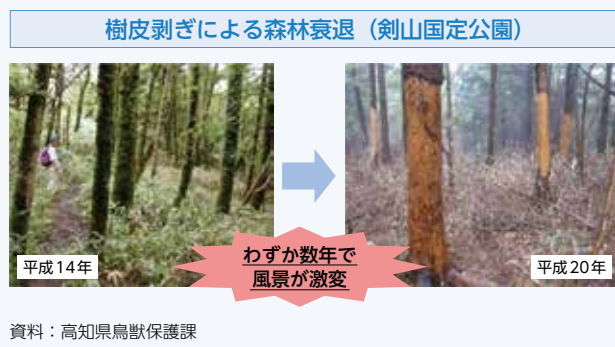 樹皮剥ぎによる森林衰退（剣山国定公園）
平成14年
わずか数年で
風景が激変
平成20年
資料：高知県鳥獣保護課